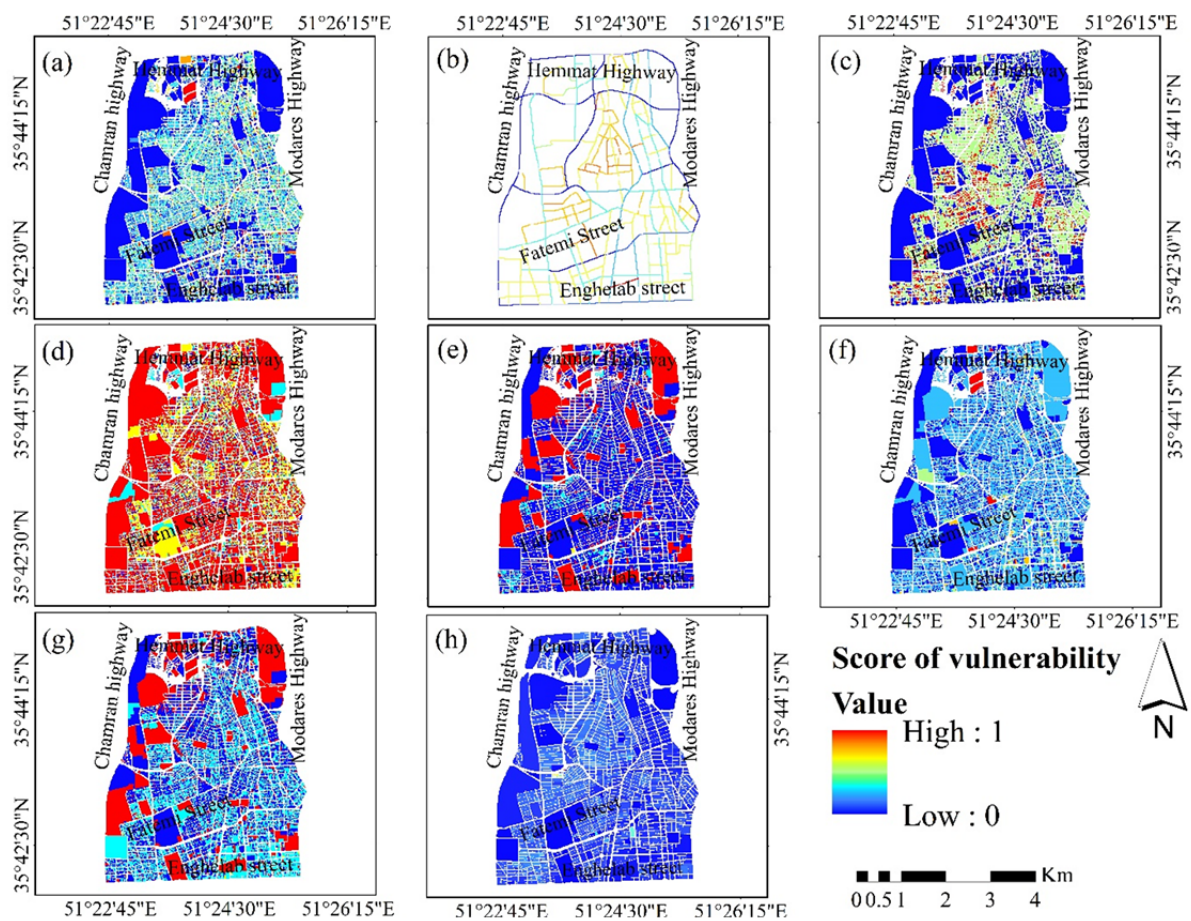 51°22'45"E 51°24'30"E 51°26'15"E 51°22'45"E 51°24'30"E 51°26'15"E
(a) Hemmat Highway Chamran highway Modares Highway Fatemi Street Enghelab street 35°44'15"N 35°42'30"N
(b) Hemmat Highway Chamran highway Modares Highway Fatemi Street Enghelab street
(c) Hemmat Highway Chamran highway Modares Highway Fatemi Street Enghelab street 35°44'15"N 35°42'30"N
(d) Hemmat Highway Chamran highway Modares Highway Fatemi Street Enghelab street 35°44'15"N 35°42'30"N
(e) Hemmat Highway Chamran highway Modares Highway Fatemi Street Enghelab street
(f) Hemmat Highway Chamran highway Modares Highway Fatemi Street Enghelab street 35°44'15"N
51°22'45"E 51°24'30"E 51°26'15"E
(g) Hemmat Highway Chamran highway Modares Highway Fatemi Street Enghelab street 35°44'15"N 35°42'30"N
(h) Hemmat Highway Chamran highway Modares Highway Fatemi Street Enghelab street 35°44'15"N
51°22'45"E 51°24'30"E 51°26'15"E 51°22'45"E 51°24'30"E 51°26'15"E
Score of vulnerability
Value
High : 1
Low : 0
N
Km
0 0.5 1 2 3 4